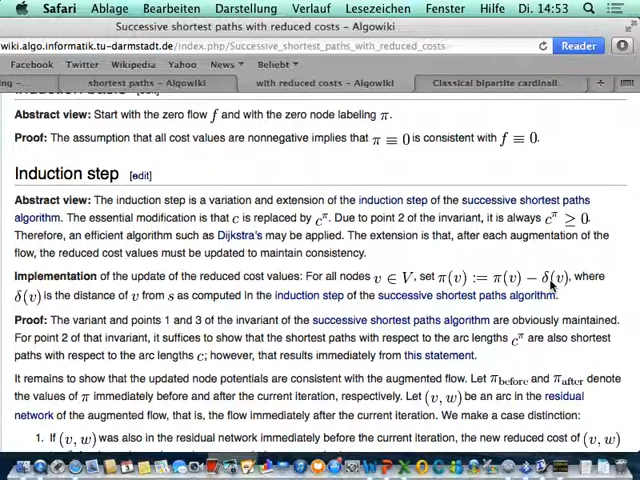 Safari Ablage Bearbeiten Darstellung Verlauf Lesezeichen Fenster Hilfe Di. 14:53
Successive shortest paths with reduced costs – Algowiki
wiki.algo.informatik.tu-darmstadt.de/index.php/Successive_shortest_paths_with_reduced_costs Reader
Facebook Twitter Wikipedia Yahoo News ▾ Beliebt ▾
shortest paths – Algowiki with reduced costs – Algowiki Classical bipartite cardinal...
Abstract view: Start with the zero flow f and with the zero node labeling π.
Proof: The assumption that all cost values are nonnegative implies that π ≡ 0 is consistent with f ≡ 0.
Induction step [edit]
Abstract view: The induction step is a variation and extension of the induction step of the successive shortest paths
algorithm. The essential modification is that c is replaced by c^π. Due to point 2 of the invariant, it is always c^π ≥ 0.
Therefore, an efficient algorithm such as Dijkstra's may be applied. The extension is that, after each augmentation of
the flow, the reduced cost values must be updated to maintain consistency.
Implementation of the update of the reduced cost values: For all nodes v ∈ V, set π(v) := π(v) − δ(v), where
δ(v) is the distance of v from s as computed in the induction step of the successive shortest paths algorithm.
Proof: The variant and points 1 and 3 of the invariant of the successive shortest paths algorithm are obviously maintained.
For point 2 of that invariant, it suffices to show that the shortest paths with respect to the arc lengths c^π are also shortest
paths with respect to the arc lengths c; however, that results immediately from this statement.
It remains to show that the updated node potentials are consistent with the augmented flow. Let π_before and π_after denote
the values of π immediately before and after the current iteration, respectively. Let (v, w) be an arc in the residual
network of the augmented flow, that is, the flow immediately after the current iteration. We make a case distinction:
1. If (v, w) was also in the residual network immediately before the current iteration, the new reduced cost of (v, w)